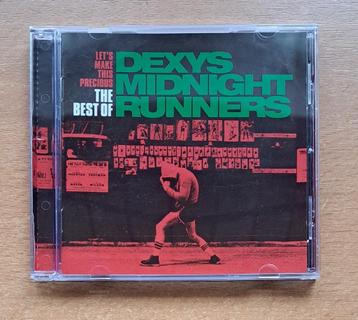 LET'S
MAKE
THIS
PRECIOUS
THE
BEST OF
DEXYS
MIDNIGHT
RUNNERS